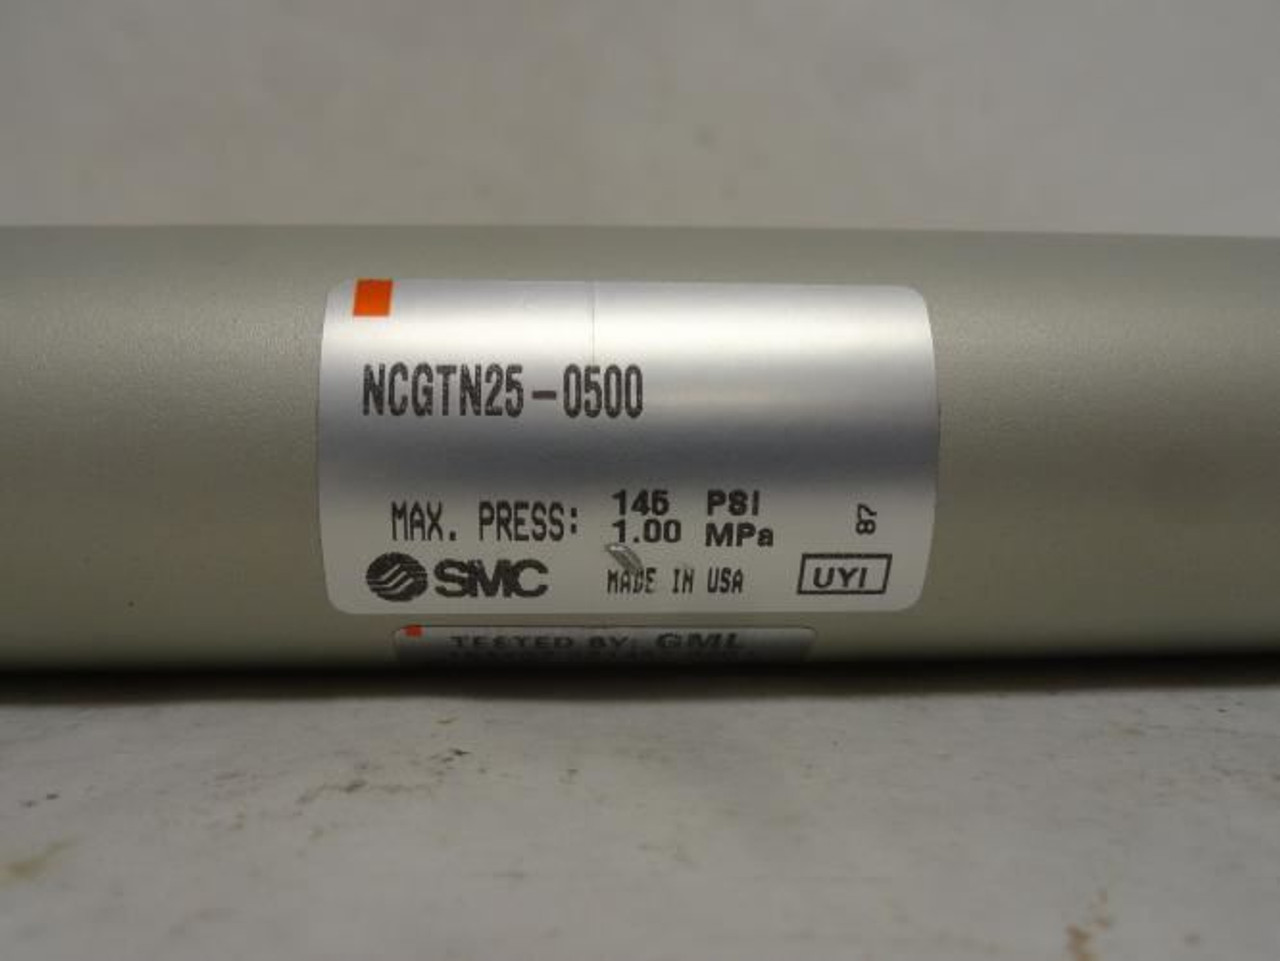 NCGTN25-0500
MAX. PRESS: 145 PSI
1.00 MPa
87
SMC MADE IN USA UYI
TESTED BY: GML